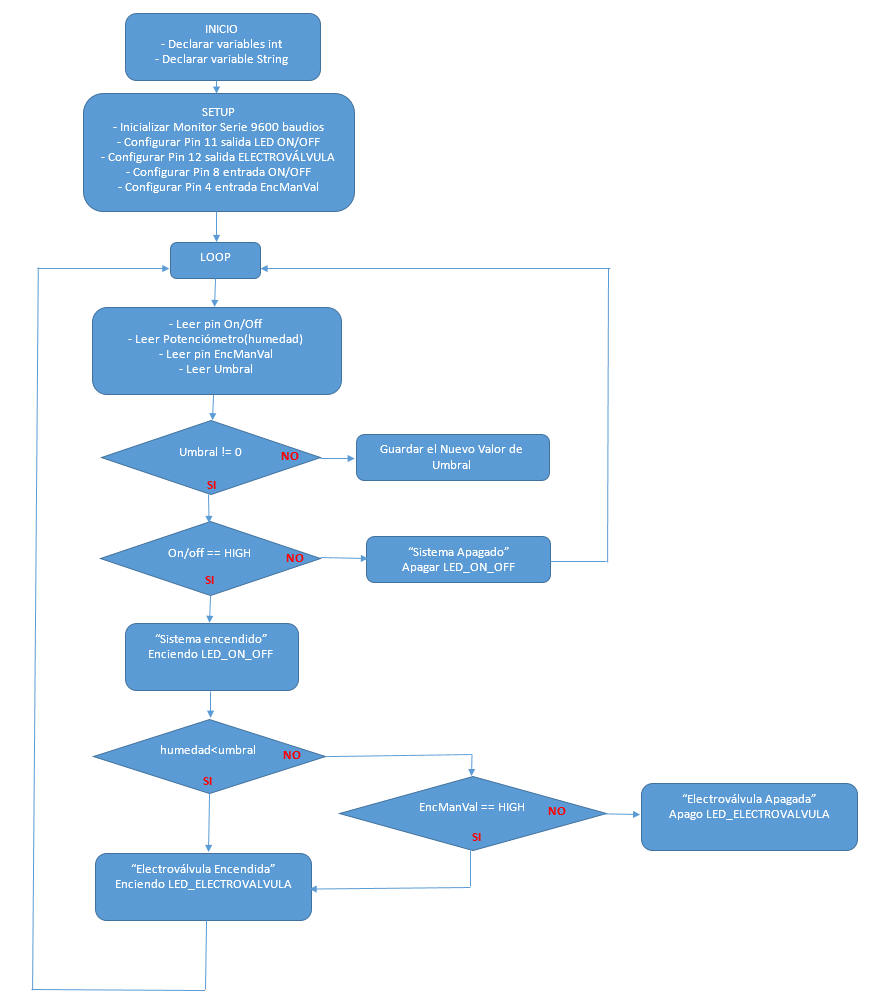 INICIO
- Declarar variables int
- Declarar variable String
SETUP
- Inicializar Monitor Serie 9600 baudios
- Configurar Pin 11 salida LED ON/OFF
- Configurar Pin 12 salida ELECTROVÁLVULA
- Configurar Pin 8 entrada ON/OFF
- Configurar Pin 4 entrada EncManVal
LOOP
- Leer pin On/Off
- Leer Potenciómetro(humedad)
- Leer pin EncManVal
- Leer Umbral
Umbral != 0
NO
SI
Guardar el Nuevo Valor de
Umbral
On/off == HIGH
NO
SI
“Sistema Apagado”
Apagar LED_ON_OFF
“Sistema encendido”
Enciendo LED_ON_OFF
humedad<umbral
NO
SI
EncManVal == HIGH
NO
SI
“Electroválvula Apagada”
Apago LED_ELECTROVALVULA
“Electroválvula Encendida”
Enciendo LED_ELECTROVALVULA